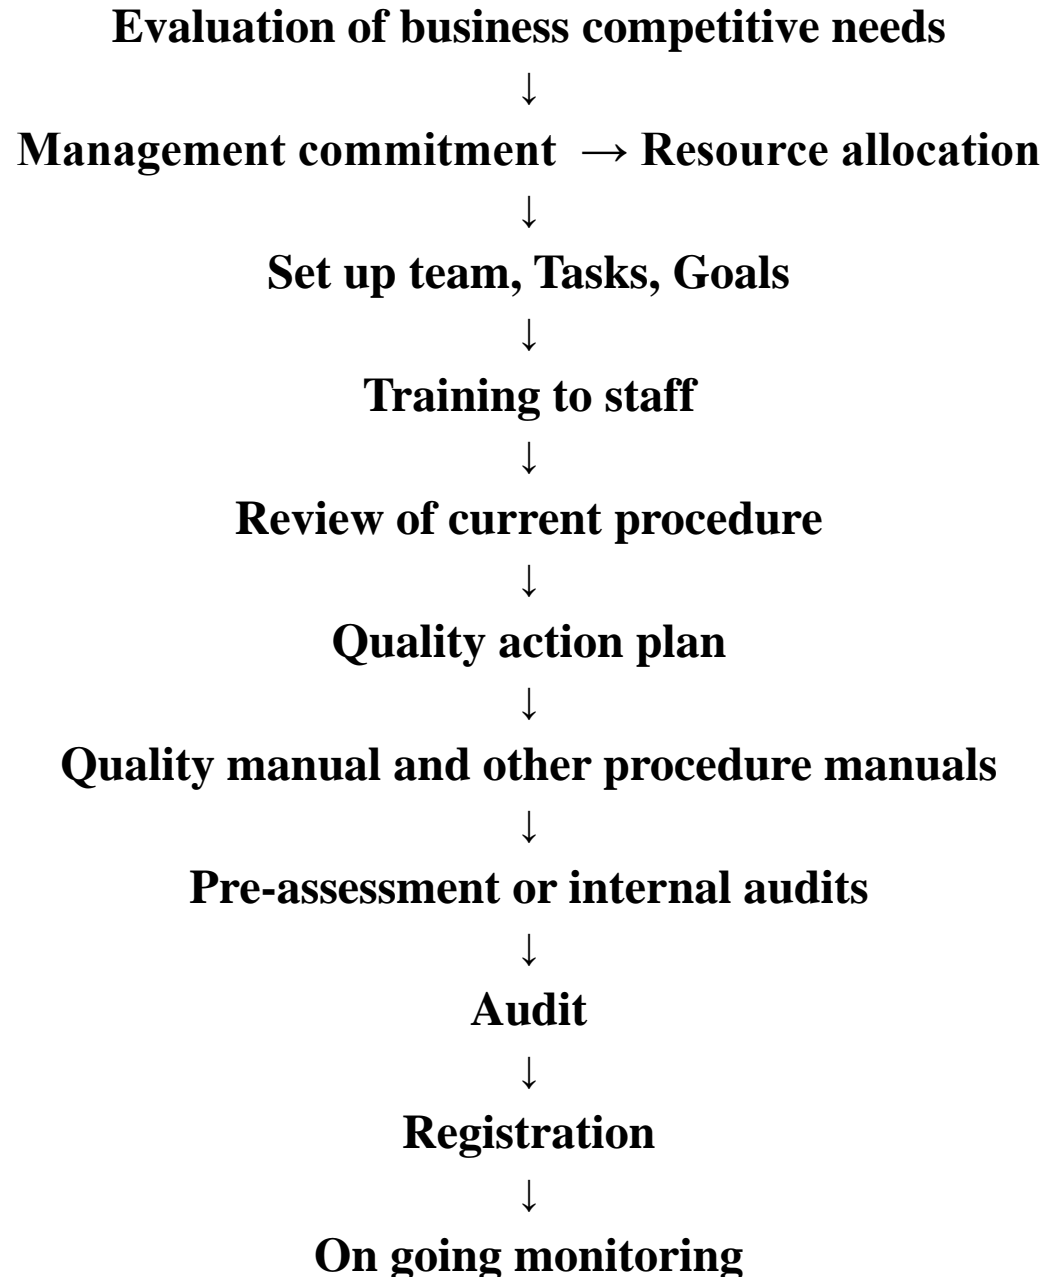 Evaluation of business competitive needs
↓
Management commitment → Resource allocation
↓
Set up team, Tasks, Goals
↓
Training to staff
↓
Review of current procedure
↓
Quality action plan
↓
Quality manual and other procedure manuals
↓
Pre-assessment or internal audits
↓
Audit
↓
Registration
↓
On going monitoring